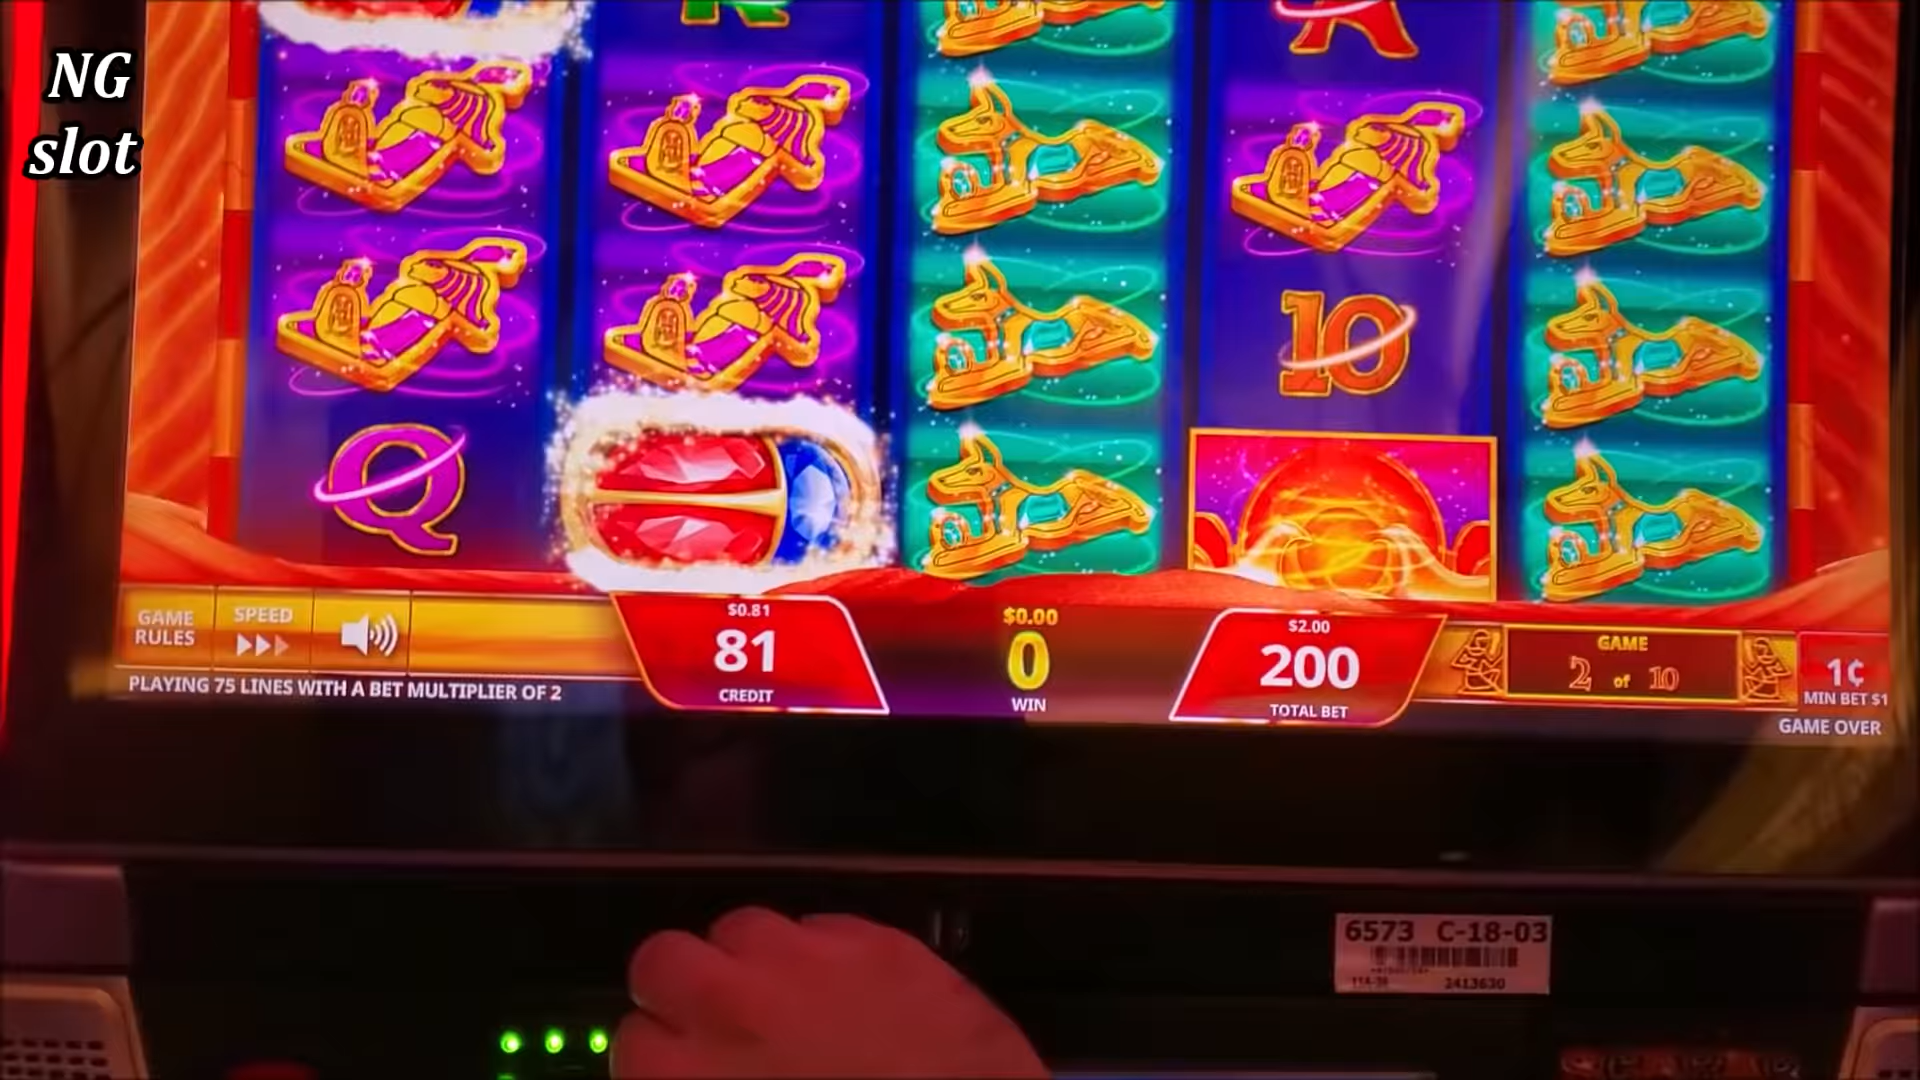 NG
slot
Q
10
GAME
RULES
SPEED
$0.81
81
CREDIT
$0.00
0
WIN
$2.00
200
TOTAL BET
GAME
2 of 10
1¢
MIN BET $1
GAME OVER
PLAYING 75 LINES WITH A BET MULTIPLIER OF 2
6573 C-18-03
2413630